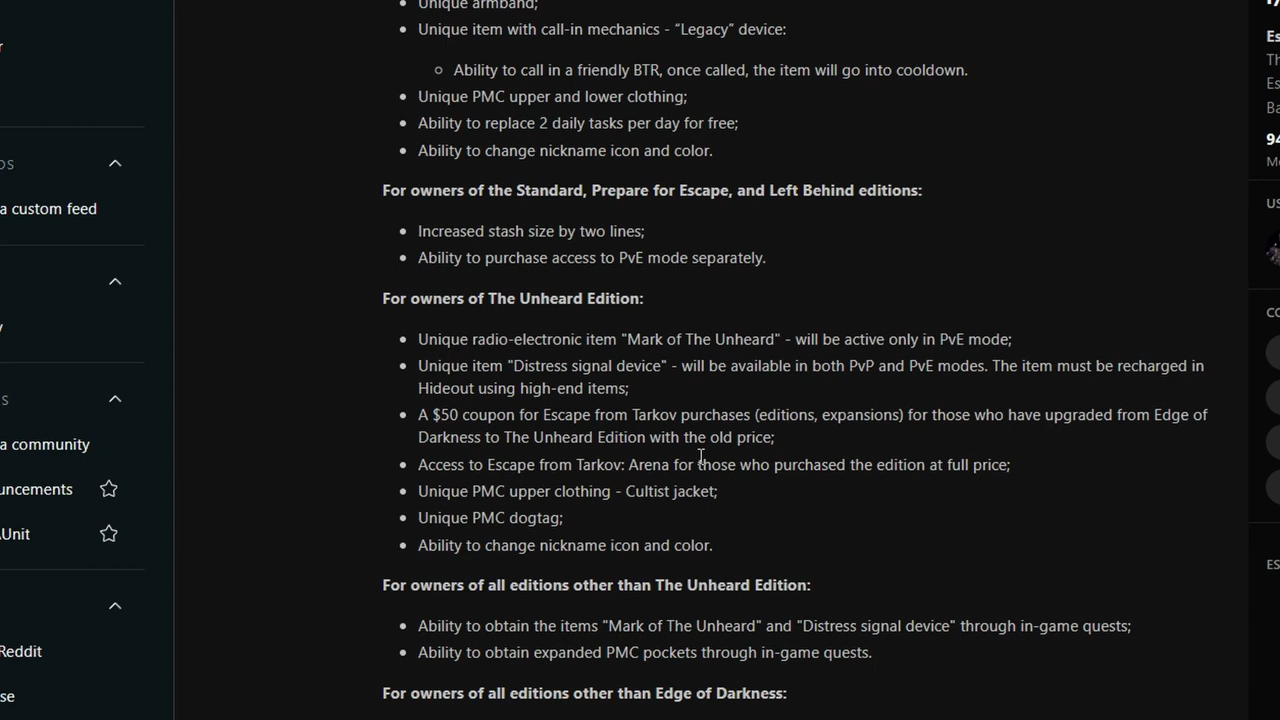 Unique armband;
Unique item with call-in mechanics - “Legacy” device:
Ability to call in a friendly BTR, once called, the item will go into cooldown.
Unique PMC upper and lower clothing;
Ability to replace 2 daily tasks per day for free;
Ability to change nickname icon and color.
For owners of the Standard, Prepare for Escape, and Left Behind editions:
Increased stash size by two lines;
Ability to purchase access to PvE mode separately.
For owners of The Unheard Edition:
Unique radio-electronic item "Mark of The Unheard" - will be active only in PvE mode;
Unique item "Distress signal device" - will be available in both PvP and PvE modes. The item must be recharged in
Hideout using high-end items;
A $50 coupon for Escape from Tarkov purchases (editions, expansions) for those who have upgraded from Edge of
Darkness to The Unheard Edition with the old price;
Access to Escape from Tarkov: Arena for those who purchased the edition at full price;
Unique PMC upper clothing - Cultist jacket;
Unique PMC dogtag;
Ability to change nickname icon and color.
For owners of all editions other than The Unheard Edition:
Ability to obtain the items "Mark of The Unheard" and "Distress signal device" through in-game quests;
Ability to obtain expanded PMC pockets through in-game quests.
For owners of all editions other than Edge of Darkness:
a custom feed
a community
uncements
Unit
Reddit
se
Es
Th
Es
Ba
94
M
US
ES